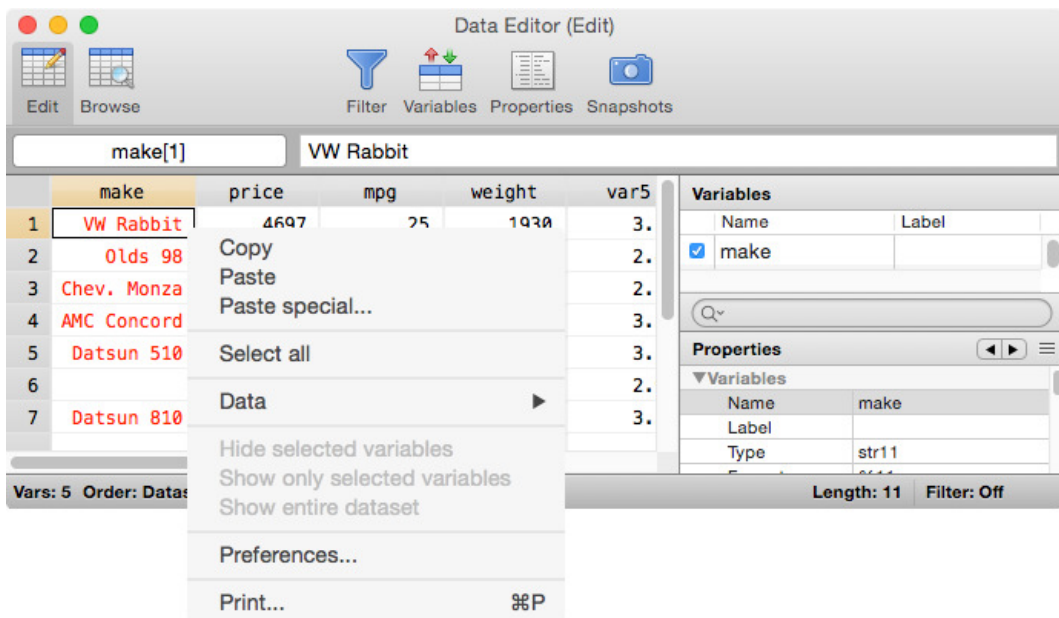 Data Editor (Edit)
Edit Browse Filter Variables Properties Snapshots
make[1] VW Rabbit
make price mpg weight var5
1 VW Rabbit 4697 25 1930 3.
2 Olds 98 2.
3 Chev. Monza 2.
4 AMC Concord 3.
5 Datsun 510 3.
6 2.
7 Datsun 810 3.
Copy
Paste
Paste special...
Select all
Data
Hide selected variables
Show only selected variables
Show entire dataset
Preferences...
Print... ⌘P
Variables
Name Label
make
Properties
Variables
Name make
Label
Type str11
Vars: 5 Order: Length: 11 Filter: Off